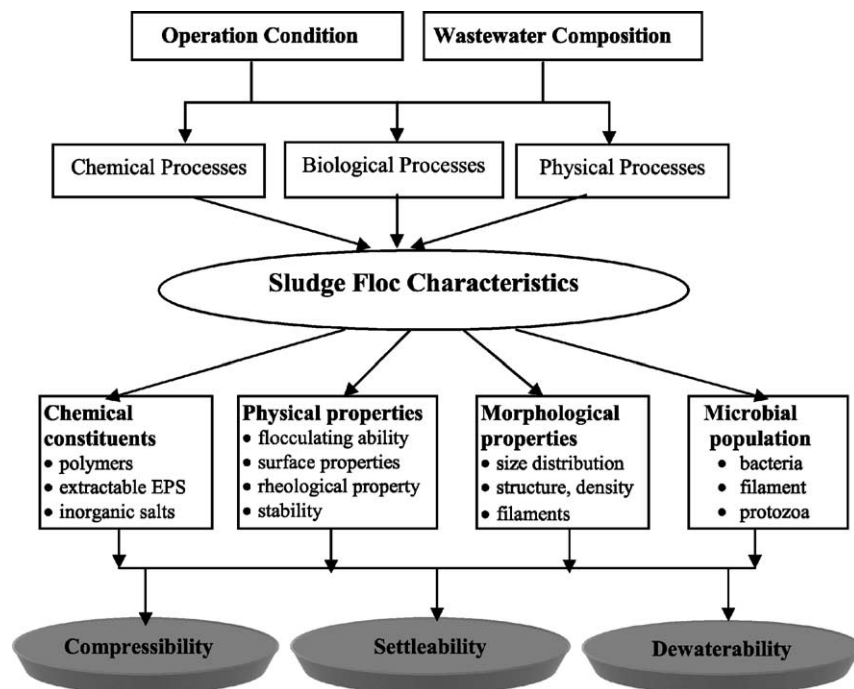 Operation Condition
Wastewater Composition
Chemical Processes
Biological Processes
Physical Processes
Sludge Floc Characteristics
Chemical
constituents
• polymers
• extractable EPS
• inorganic salts
Physical properties
• flocculating ability
• surface properties
• rheological property
• stability
Morphological
properties
• size distribution
• structure, density
• filaments
Microbial
population
• bacteria
• filament
• protozoa
Compressibility
Settleability
Dewaterability